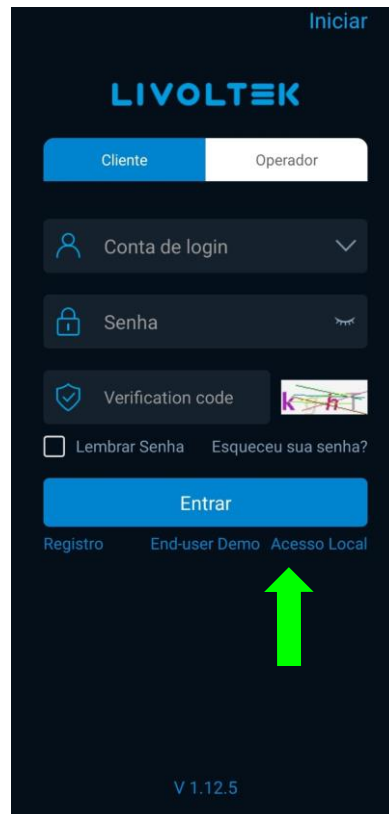 Iniciar
LIVOLTEK
Cliente Operador
Conta de login
Senha
Verification code
Lembrar Senha Esqueceu sua senha?
Entrar
Registro End-user Demo Acesso Local
V 1.12.5